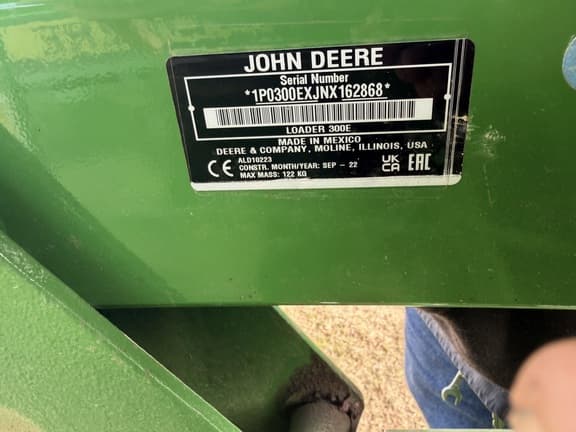 JOHN DEERE
Serial Number
*1P0300EXJNX162868*
LOADER 300E
MADE IN MEXICO
DEERE & COMPANY, MOLINE, ILLINOIS, USA
ALO10223
CONSTR. MONTH/YEAR: SEP - 22
MAX MASS: 122 KG
CE
UK
CA
EAC